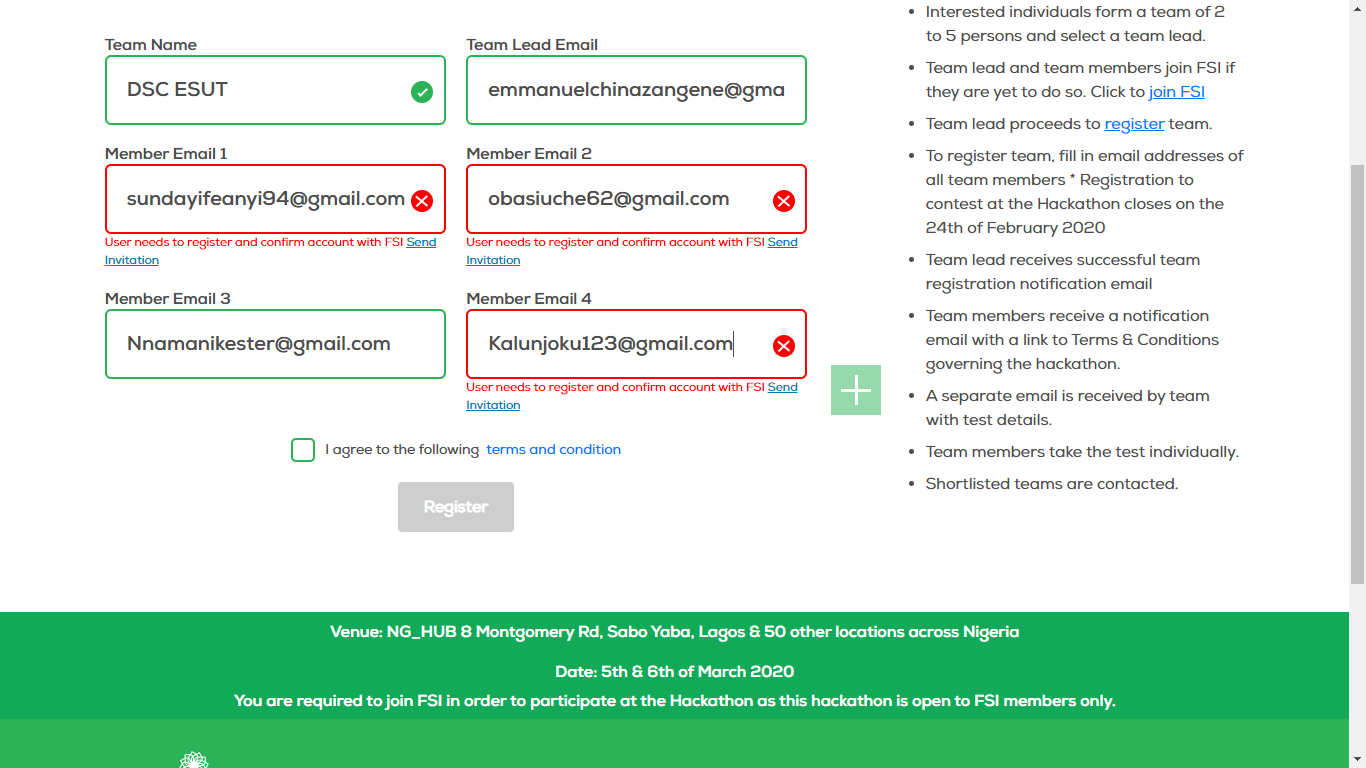 Team Name
Team Lead Email
DSC ESUT
emmanuelchinazangene@gma
Member Email 1
Member Email 2
sundayifeanyi94@gmail.com
obasiuche62@gmail.com
User needs to register and confirm account with FSI Send
Invitation
User needs to register and confirm account with FSI Send
Invitation
Member Email 3
Member Email 4
Nnamanikester@gmail.com
Kalunjoku123@gmail.com
User needs to register and confirm account with FSI Send
Invitation
I agree to the following terms and condition
Register
Interested individuals form a team of 2
to 5 persons and select a team lead.
Team lead and team members join FSI if
they are yet to do so. Click to join FSI
Team lead proceeds to register team.
To register team, fill in email addresses of
all team members * Registration to
contest at the Hackathon closes on the
24th of February 2020
Team lead receives successful team
registration notification email
Team members receive a notification
email with a link to Terms & Conditions
governing the hackathon.
A separate email is received by team
with test details.
Team members take the test individually.
Shortlisted teams are contacted.
Venue: NG_HUB 8 Montgomery Rd, Sabo Yaba, Lagos & 50 other locations across Nigeria
Date: 5th & 6th of March 2020
You are required to join FSI in order to participate at the Hackathon as this hackathon is open to FSI members only.